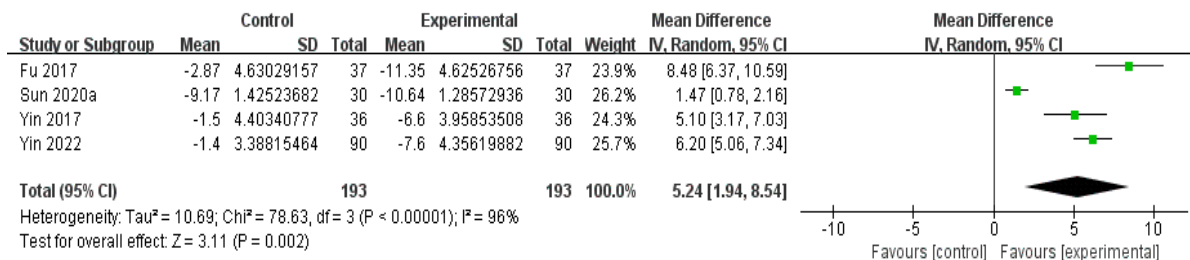 Control Experimental Mean Difference Mean Difference
Study or Subgroup Mean SD Total Mean SD Total Weight IV, Random, 95% CI IV, Random, 95% CI
Fu 2017 -2.87 4.63029157 37 -11.35 4.62526756 37 23.9% 8.48 [6.37, 10.59]
Sun 2020a -9.17 1.42523682 30 -10.64 1.28572936 30 26.2% 1.47 [0.78, 2.16]
Yin 2017 -1.5 4.40340777 36 -6.6 3.95853508 36 24.3% 5.10 [3.17, 7.03]
Yin 2022 -1.4 3.38815464 90 -7.6 4.35619882 90 25.7% 6.20 [5.06, 7.34]
Total (95% CI) 193 193 100.0% 5.24 [1.94, 8.54]
Heterogeneity: Tau² = 10.69; Chi² = 78.63, df = 3 (P < 0.00001); I² = 96%
Test for overall effect: Z = 3.11 (P = 0.002)
-10 -5 0 5 10
Favours [control] Favours [experimental]